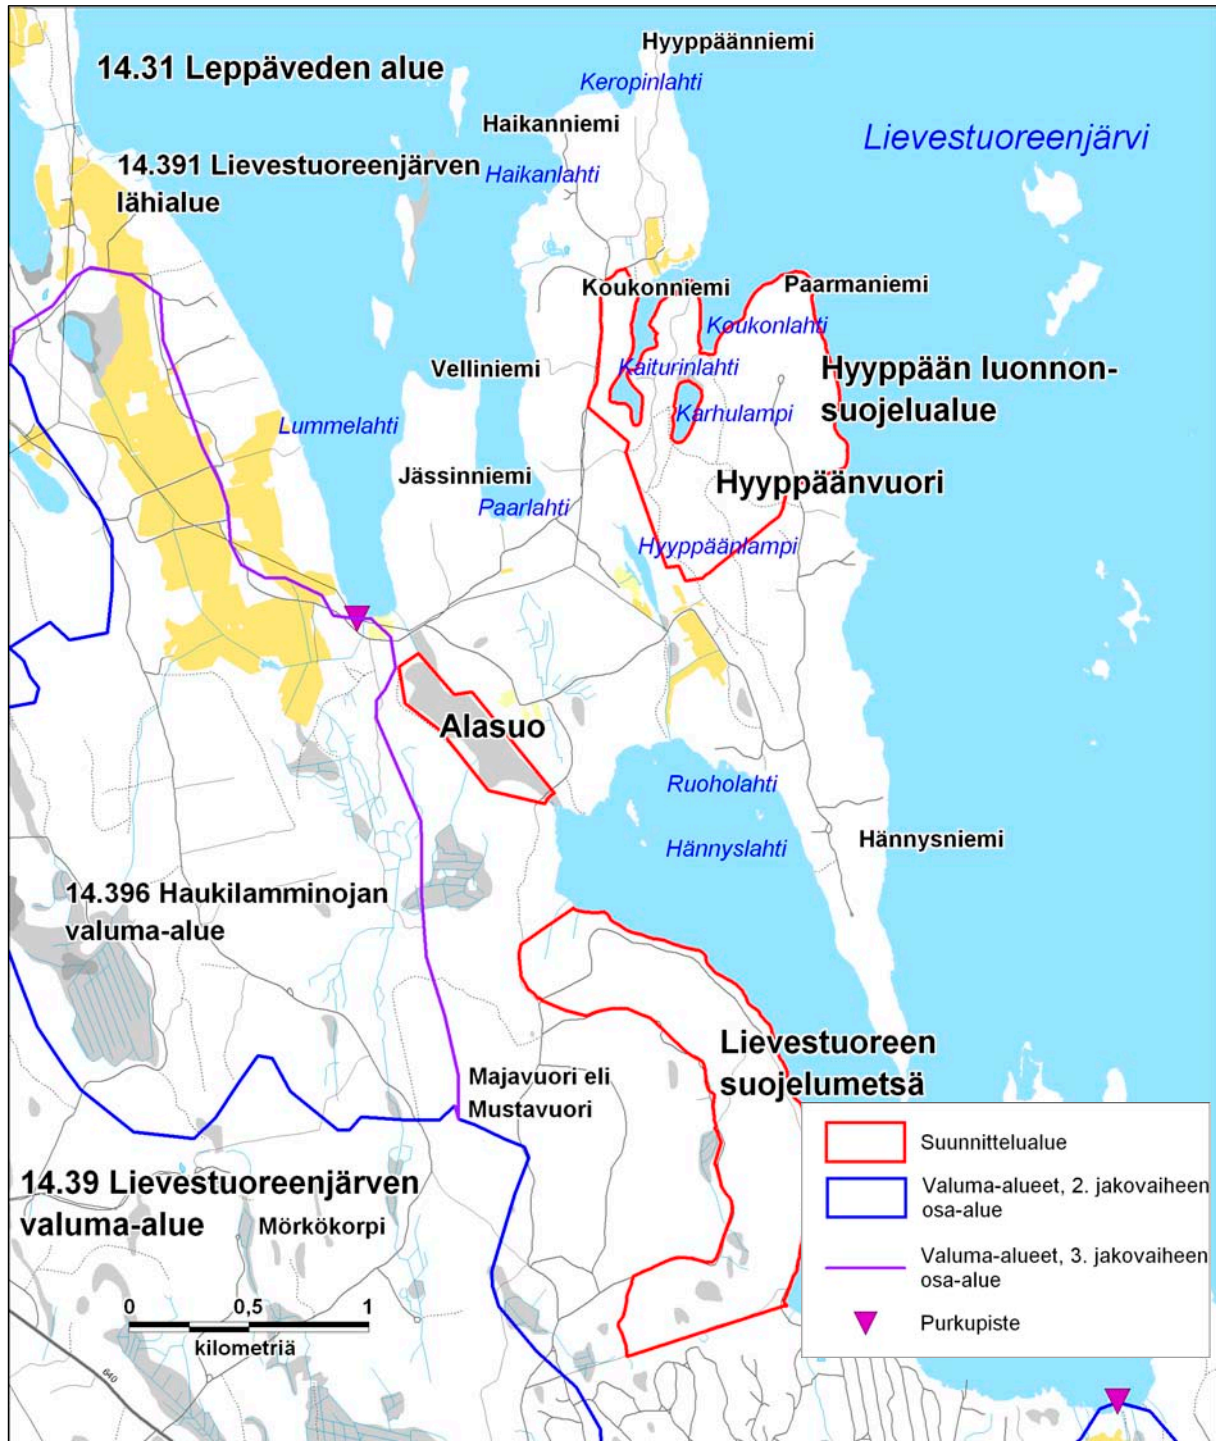 Hyyppäänniemi
14.31 Leppäveden alue
Keropinlahti
Haikanniemi
Lievestuoreenjärvi
14.391 Lievestuoreenjärven
lähialue
Haikanlahti
Koukonniemi
Paarmaniemi
Koukonlahti
Velliniemi
Kaiturinlahti
Hyyppään luonnon-
suojelualue
Karhulampi
Lummelahti
Jässinniemi
Hyyppäänvuori
Paarlahti
Hyyppäänlampi
Alasuo
Ruoholahti
Hännyslahti
Hännysniemi
14.396 Haukilamminojan
valuma-alue
Lievestuoreen
suojelumetsä
Majavuori eli
Mustavuori
14.39 Lievestuoreenjärven
valuma-alue
Mörkökorpi
0 0,5 1
kilometriä
640
Suunnittelualue
Valuma-alueet, 2. jakovaiheen
osa-alue
Valuma-alueet, 3. jakovaiheen
osa-alue
Purkupiste